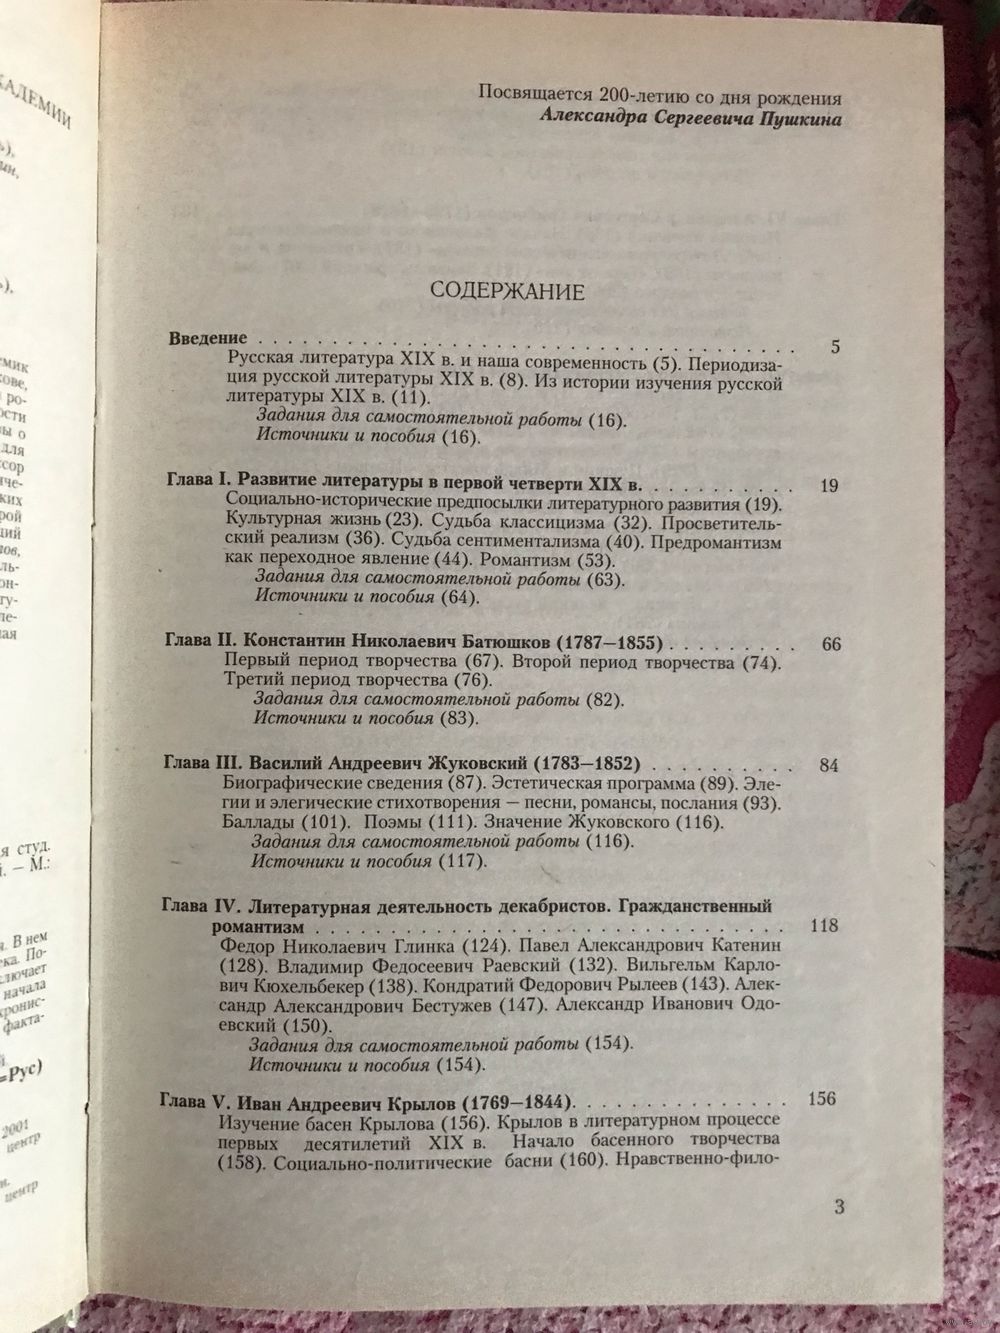 КАДЕМИИ
Посвящается 200-летию со дня рождения
Александра Сергеевича Пушкина
СОДЕРЖАНИЕ
Введение . . . . . . . . . . . . . . . . . . . . . . . . . . . . . . . . 5
Русская литература XIX в. и наша современность (5). Периодиза-
ция русской литературы XIX в. (8). Из истории изучения русской
литературы XIX в. (11).
Задания для самостоятельной работы (16).
Источники и пособия (16).
Глава I. Развитие литературы в первой четверти XIX в. . . . . . . . . . 19
Социально-исторические предпосылки литературного развития (19).
Культурная жизнь (23). Судьба классицизма (32). Просветитель-
ский реализм (36). Судьба сентиментализма (40). Предромантизм
как переходное явление (44). Романтизм (53).
Задания для самостоятельной работы (63).
Источники и пособия (64).
Глава II. Константин Николаевич Батюшков (1787—1855) . . . . . . . . . 66
Первый период творчества (67). Второй период творчества (74).
Третий период творчества (76).
Задания для самостоятельной работы (82).
Источники и пособия (83).
Глава III. Василий Андреевич Жуковский (1783—1852) . . . . . . . . . . 84
Биографические сведения (87). Эстетическая программа (89). Эле-
гии и элегические стихотворения — песни, романсы, послания (93).
Баллады (101). Поэмы (111). Значение Жуковского (116).
Задания для самостоятельной работы (116).
Источники и пособия (117).
Глава IV. Литературная деятельность декабристов. Гражданственный
романтизм . . . . . . . . . . . . . . . . . . . . . . . . . . . . 118
Федор Николаевич Глинка (124). Павел Александрович Катенин
(128). Владимир Федосеевич Раевский (132). Вильгельм Карло-
вич Кюхельбекер (138). Кондратий Федорович Рылеев (143). Алек-
сандр Александрович Бестужев (147). Александр Иванович Одо-
евский (150).
Задания для самостоятельной работы (154).
Источники и пособия (154).
Глава V. Иван Андреевич Крылов (1769—1844). . . . . . . . . . . . . . 156
Изучение басен Крылова (156). Крылов в литературном процессе
первых десятилетий XIX в. Начало басенного творчества
(158). Социально-политические басни (160). Нравственно-фило-
3